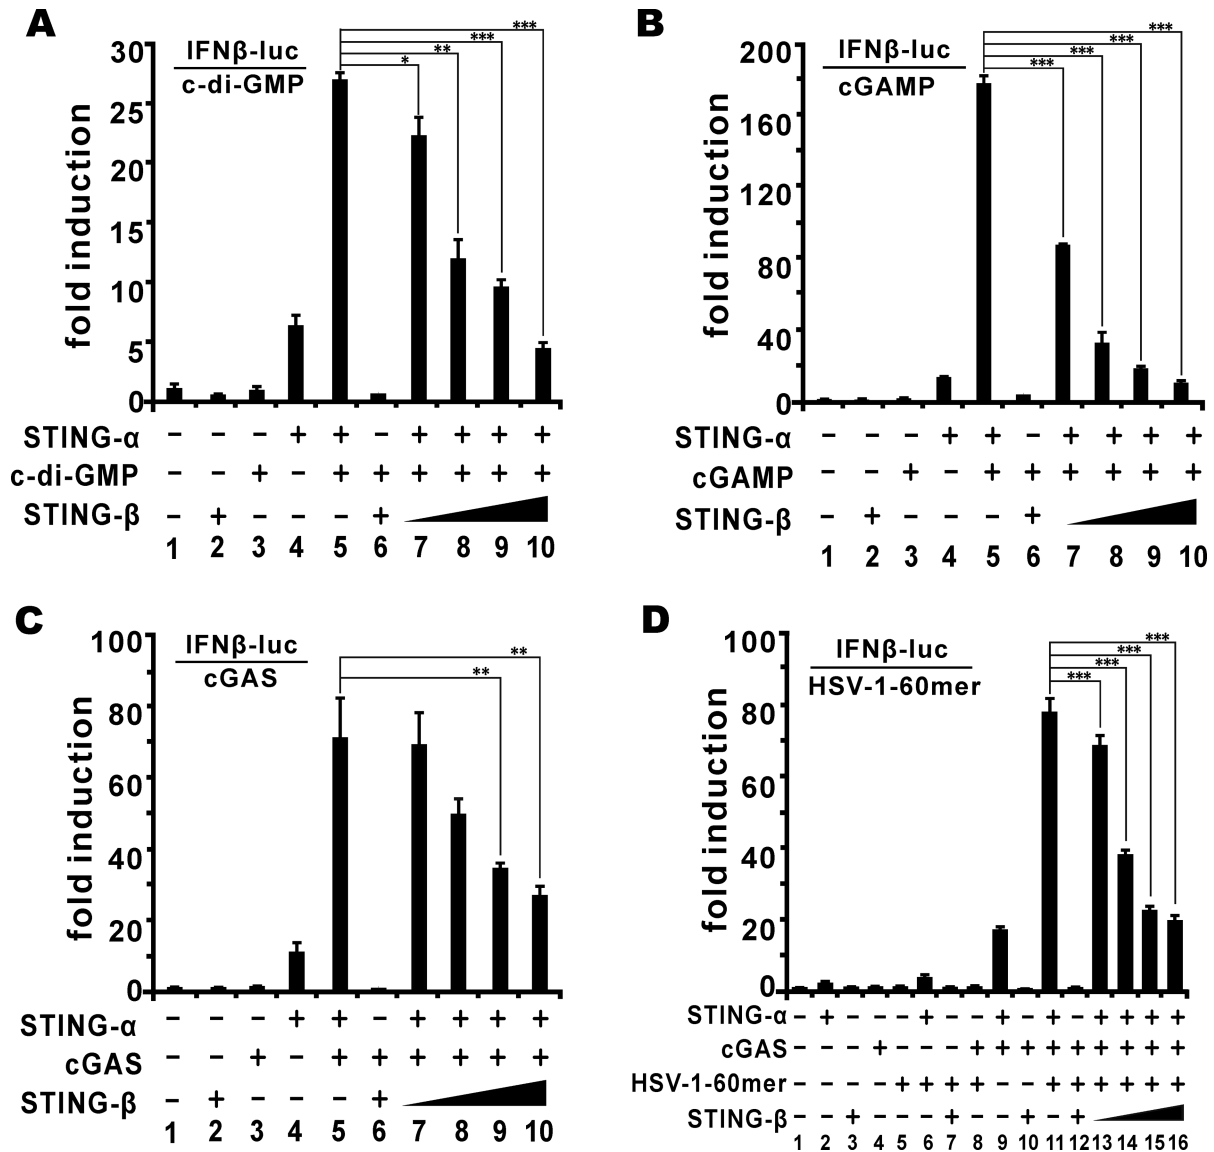 A
IFNβ-luc
c-di-GMP
fold induction
30
25
20
15
10
5
0
*
**
***
***
STING-α − − − + + − + + + +
c-di-GMP − − + − + + + + + +
STING-β − + − − − +
1 2 3 4 5 6 7 8 9 10
B
IFNβ-luc
cGAMP
fold induction
200
160
120
80
40
0
***
***
***
***
STING-α − − − + + − + + + +
cGAMP − − + − + + + + + +
STING-β − + − − − +
1 2 3 4 5 6 7 8 9 10
C
IFNβ-luc
cGAS
fold induction
100
80
60
40
20
0
**
**
STING-α − − − + + − + + + +
cGAS − − + − + + + + + +
STING-β − + − − − +
1 2 3 4 5 6 7 8 9 10
D
IFNβ-luc
HSV-1-60mer
fold induction
100
80
60
40
20
0
***
***
***
***
STING-α − + − − − + − − + − + − + + + +
cGAS − − − + − − − + + + + + + + + +
HSV-1-60mer − − − − + + + + − − + + + + + +
STING-β − − + − − − + − − + − +
1 2 3 4 5 6 7 8 9 10 11 12 13 14 15 16